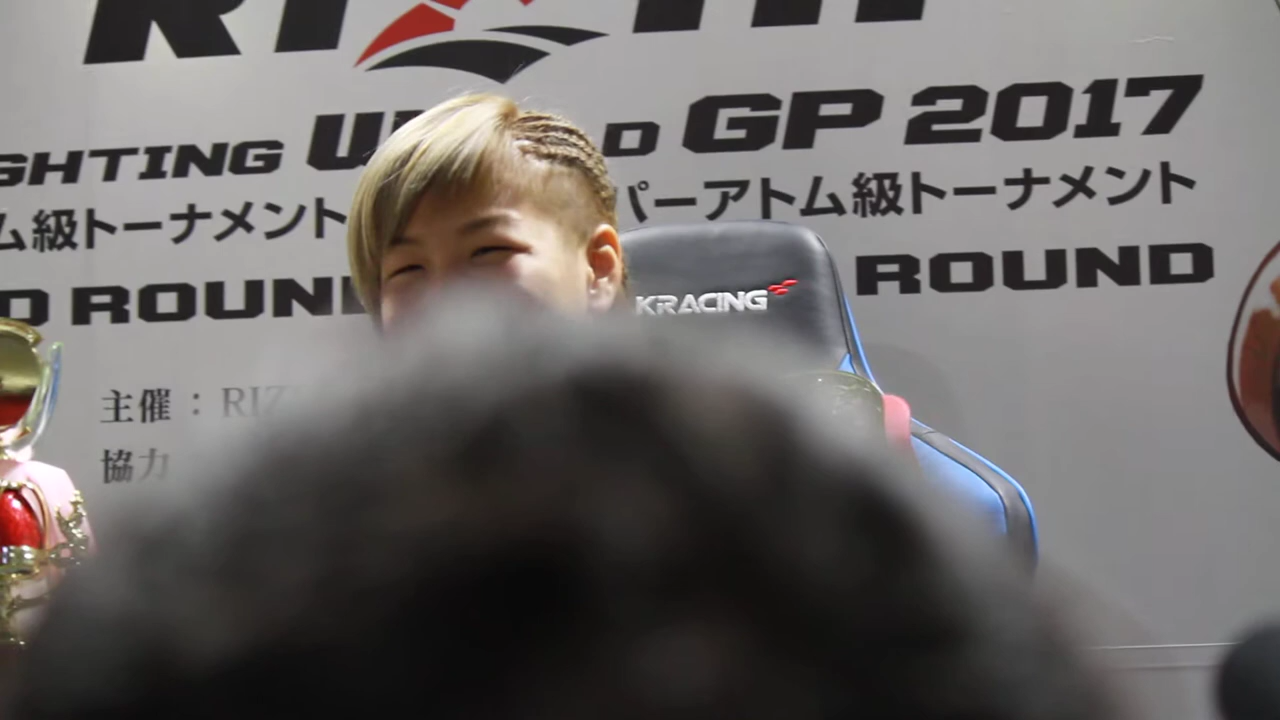 GHTING GP 2017
ム級トーナメント パーアトム級トーナメント
ROUND ROUND
KRACING
主催：RIZ
協力